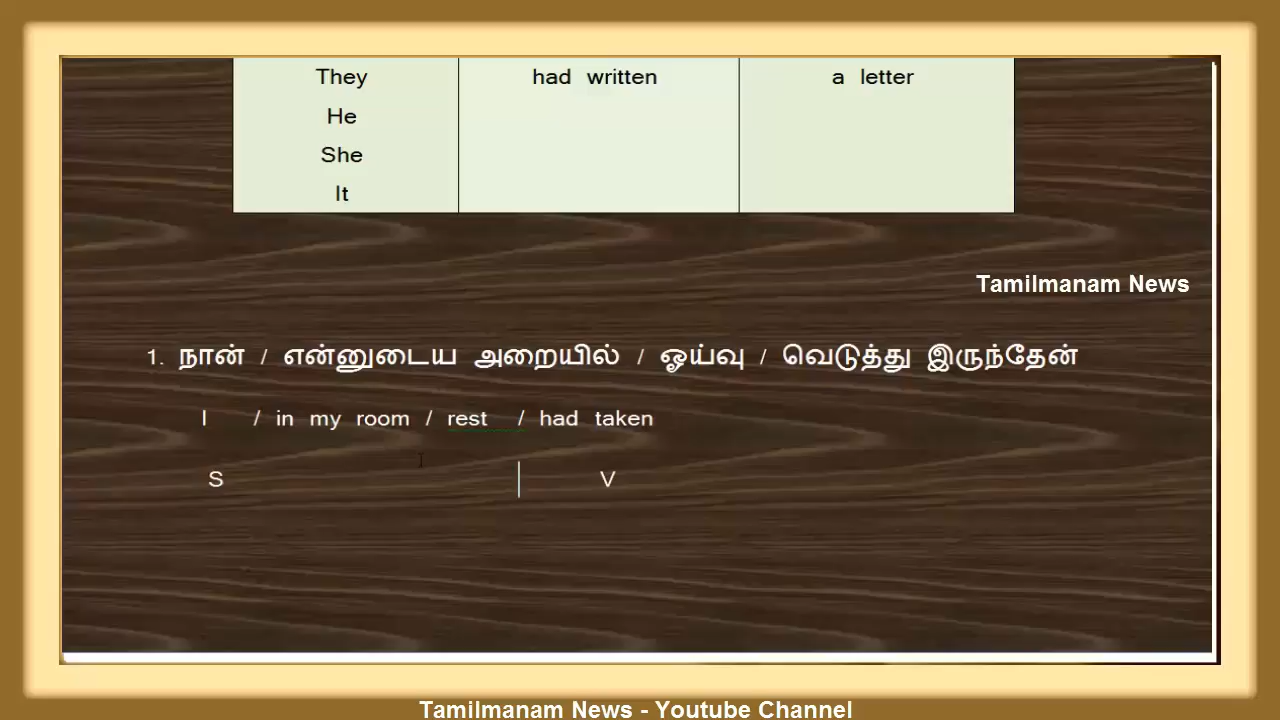 They had written a letter
He
She
It
Tamilmanam News
1. நான் / என்னுடைய அறையில் / ஓய்வு / வெடுத்து இருந்தேன்
I / in my room / rest / had taken
S V
Tamilmanam News - Youtube Channel